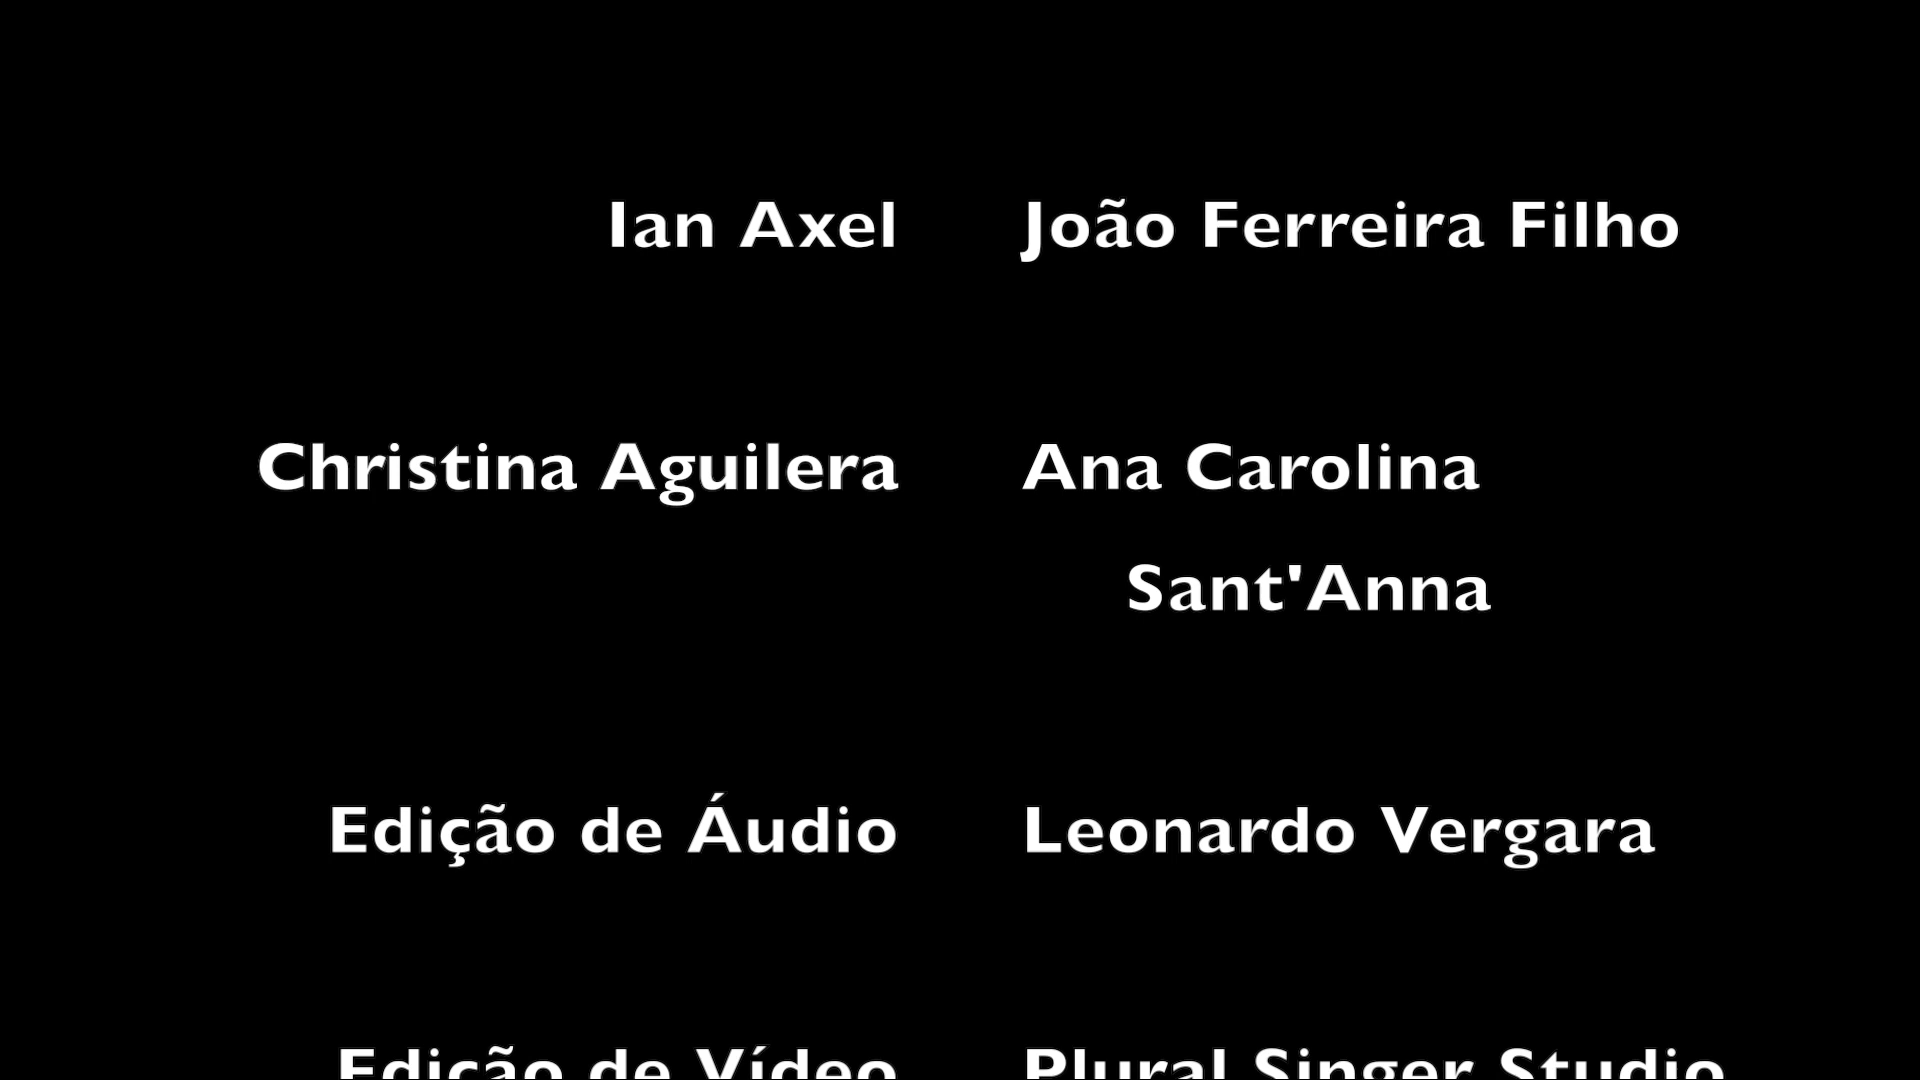 Ian Axel João Ferreira Filho
Christina Aguilera Ana Carolina
Sant'Anna
Edição de Áudio Leonardo Vergara
Edição de Vídeo Plural Singer Studio